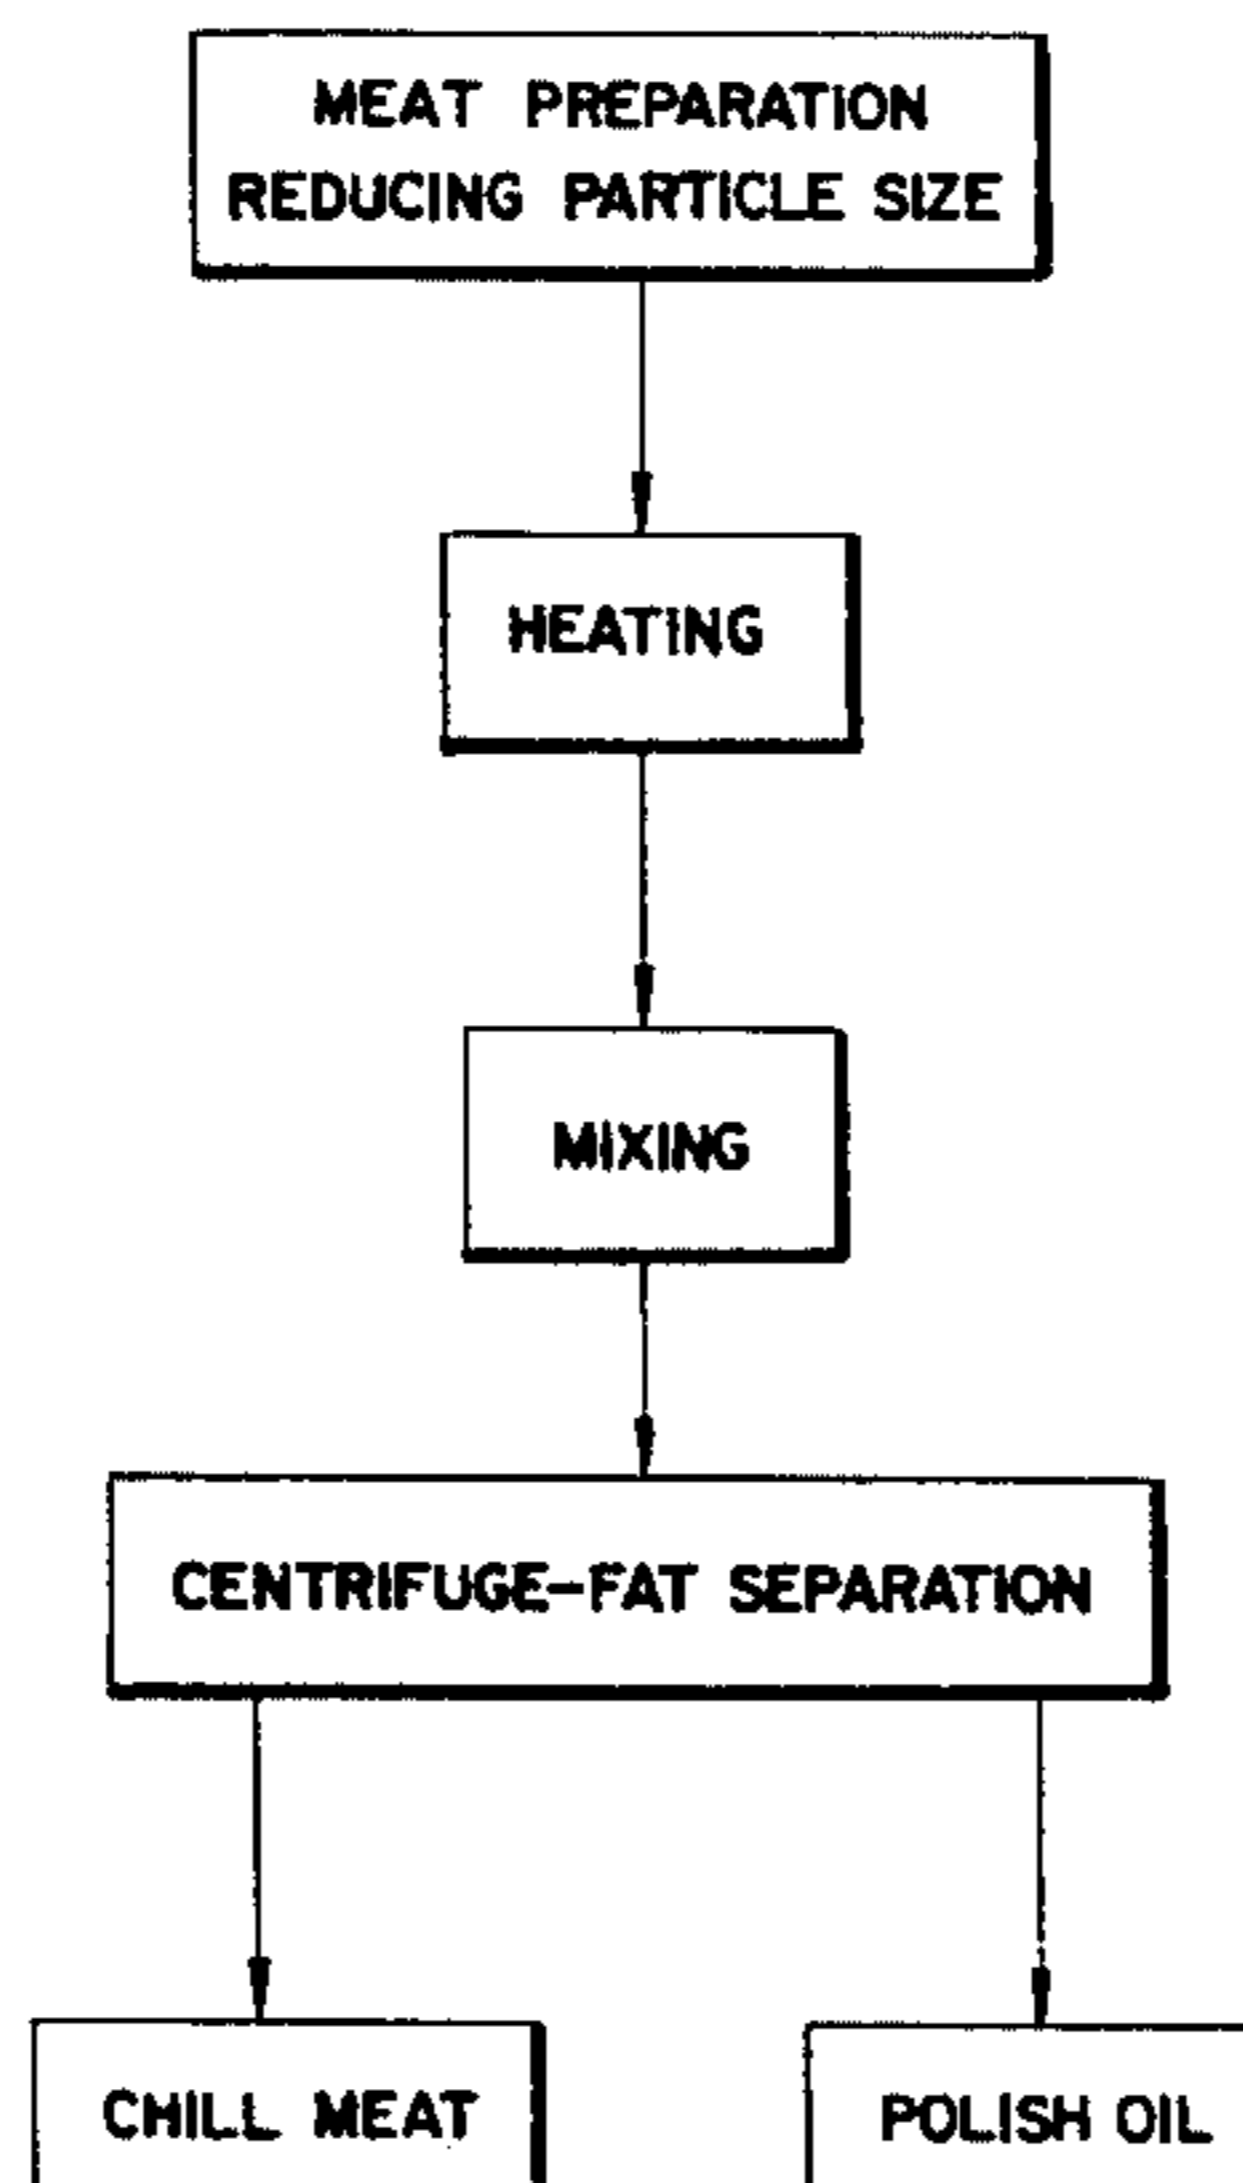 MEAT PREPARATION
REDUCING PARTICLE SIZE
HEATING
MIXING
CENTRIFUGE-FAT SEPARATION
CHILL MEAT
POLISH OIL